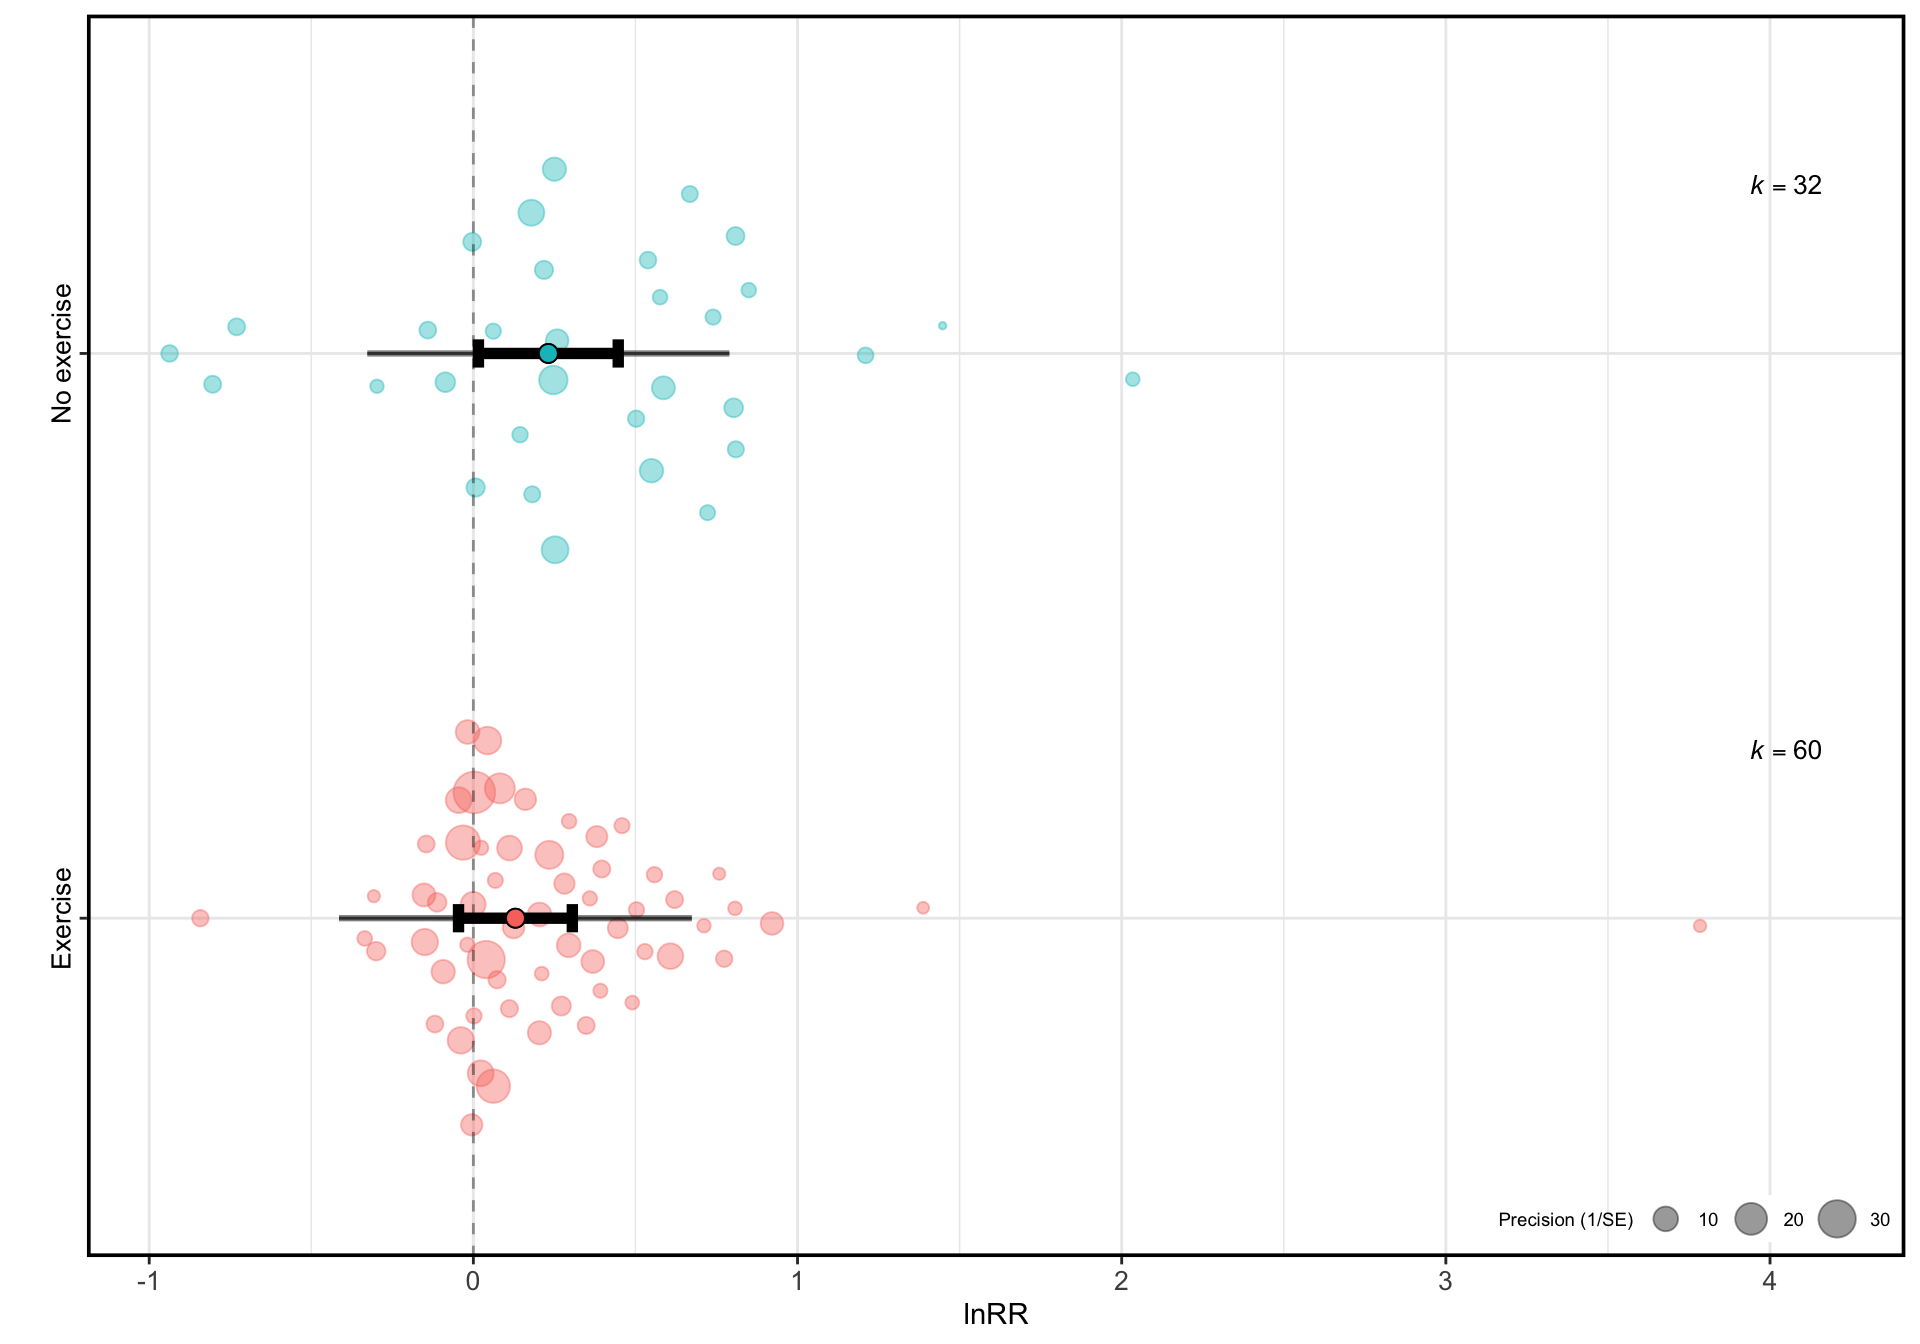 k = 32
No exercise
k = 60
Exercise
Precision (1/SE) 10 20 30
-1 0 1 2 3 4
lnRR